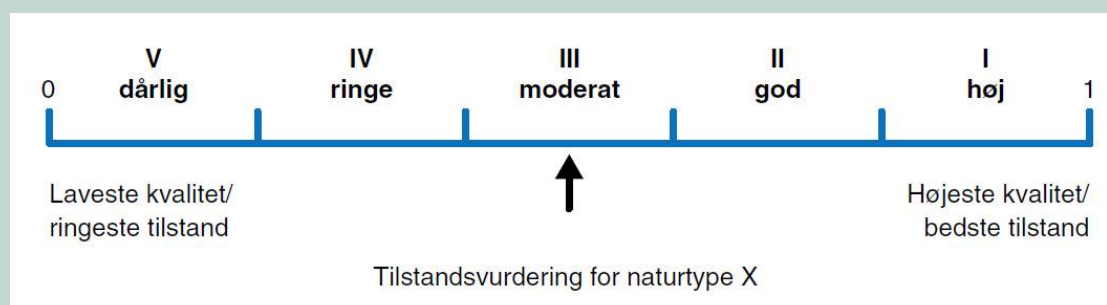 V IV III II I
0 dårlig ringe moderat god høj 1
Laveste kvalitet/ Højeste kvalitet/
ringeste tilstand bedste tilstand
Tilstandsvurdering for naturtype X